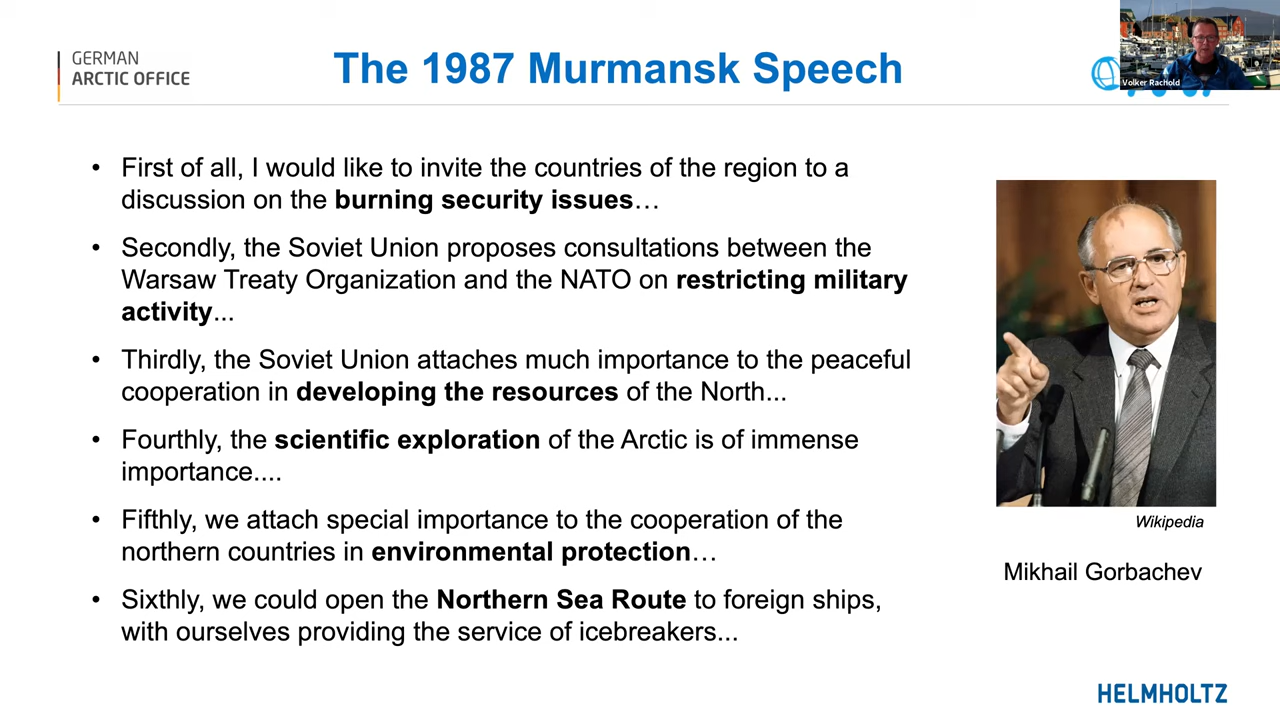 GERMAN
ARCTIC OFFICE
The 1987 Murmansk Speech
Volker Rachold
• First of all, I would like to invite the countries of the region to a
discussion on the burning security issues…
• Secondly, the Soviet Union proposes consultations between the
Warsaw Treaty Organization and the NATO on restricting military
activity...
• Thirdly, the Soviet Union attaches much importance to the peaceful
cooperation in developing the resources of the North...
• Fourthly, the scientific exploration of the Arctic is of immense
importance....
• Fifthly, we attach special importance to the cooperation of the
northern countries in environmental protection…
• Sixthly, we could open the Northern Sea Route to foreign ships,
with ourselves providing the service of icebreakers...
Wikipedia
Mikhail Gorbachev
HELMHOLTZ